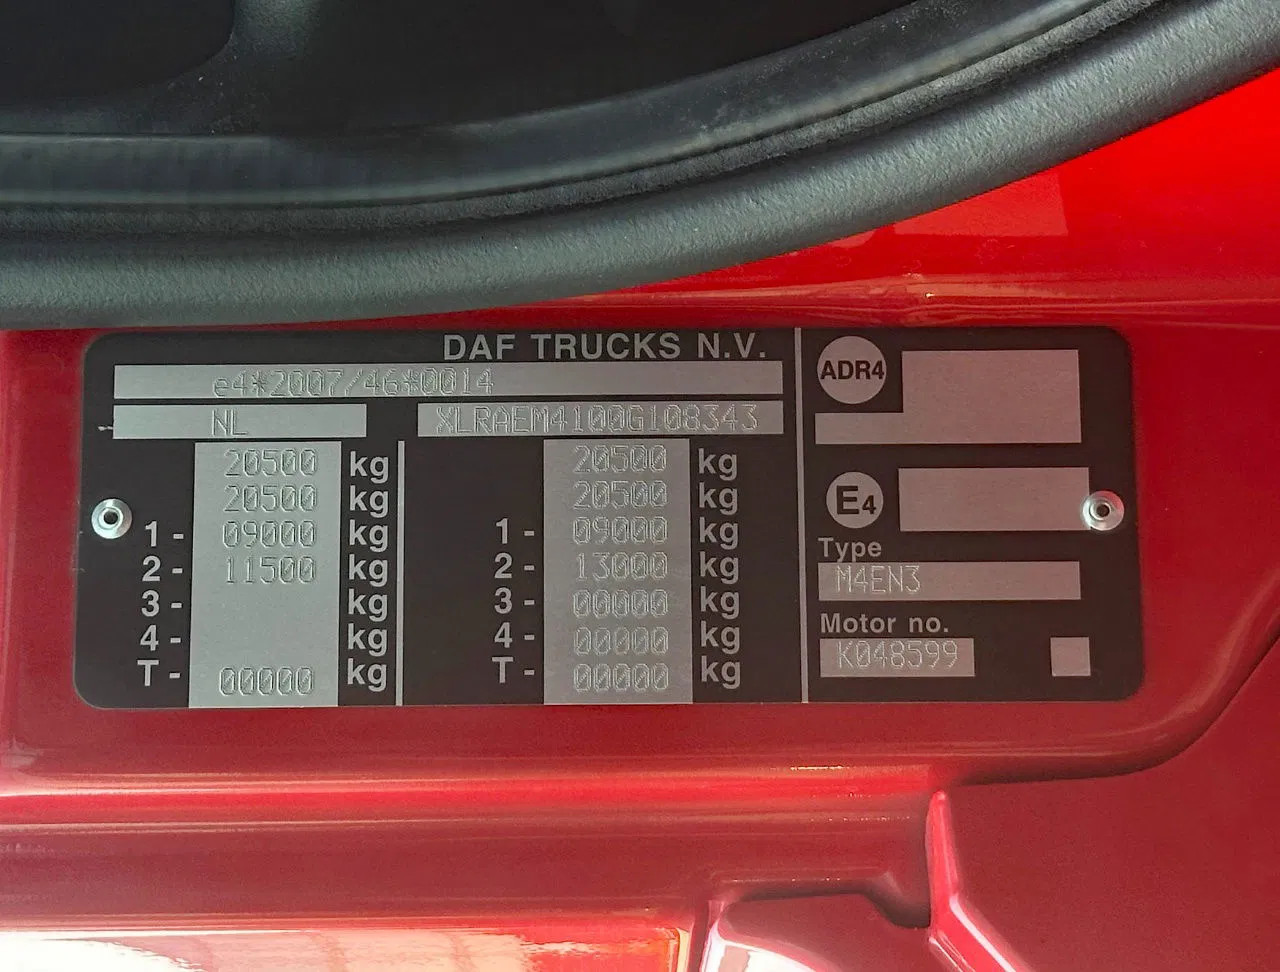 DAF TRUCKS N.V.
e4*2007/46*0014
NL XLRAEM4100G108343
20500 kg 20500 kg
20500 kg 20500 kg
1- 09000 kg 1- 09000 kg
2- 11500 kg 2- 13000 kg
3- kg 3- 00000 kg
4- kg 4- 00000 kg
T- 00000 kg T- 00000 kg
ADR4
E4
Type
M4EN3
Motor no.
K048599